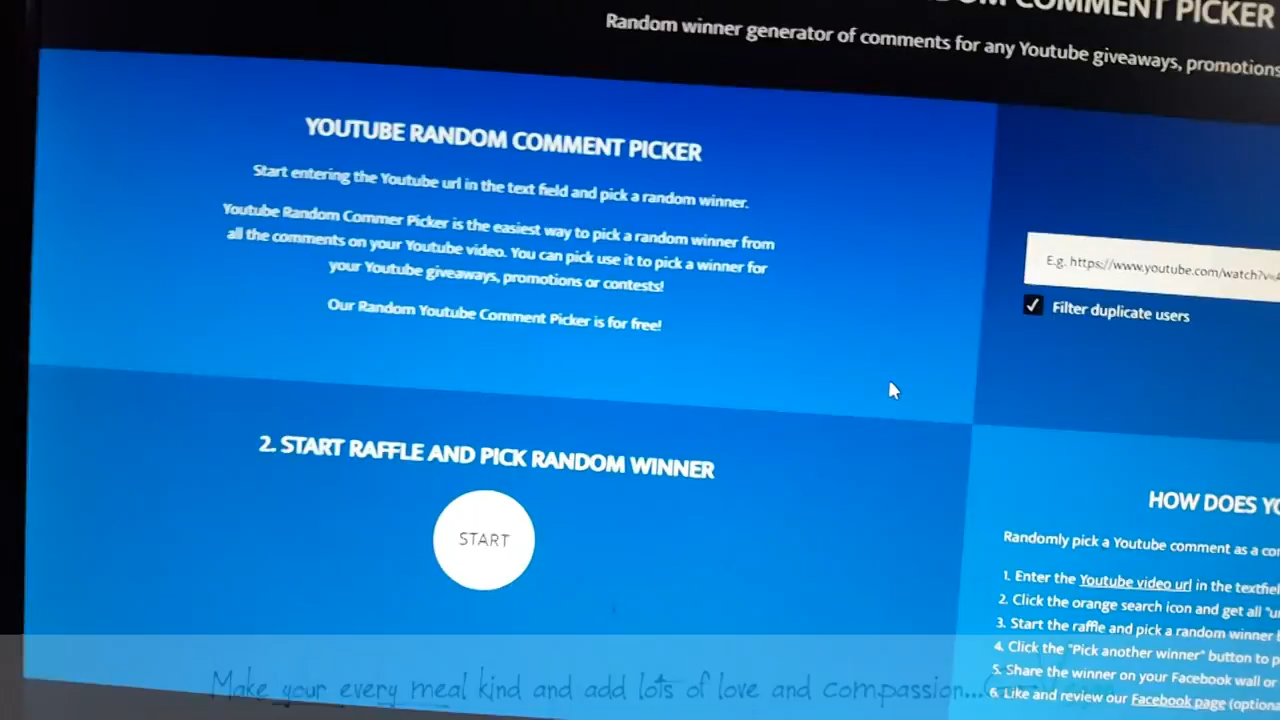 COMMENT PICKER
Random winner generator of comments for any Youtube giveaways, promotions
YOUTUBE RANDOM COMMENT PICKER
Start entering the Youtube url in the text field and pick a random winner.
Youtube Random Commer Picker is the easiest way to pick a random winner from
all the comments on your Youtube video. You can pick use it to pick a winner for
your Youtube giveaways, promotions or contests!
Our Random Youtube Comment Picker is for free!
E.g. https://www.youtube.com/watch?v=
✓ Filter duplicate users
2. START RAFFLE AND PICK RANDOM WINNER
START
HOW DOES
Randomly pick a Youtube comment as a
1. Enter the Youtube video url in the
2. Click the orange search icon and get all
3. Start the raffle and pick a random winner
4. Click the "Pick another winner" button to
5. Share the winner on your Facebook wall or
6. Like and review our Facebook page
Make your every meal kind and add lots of love and compassion...